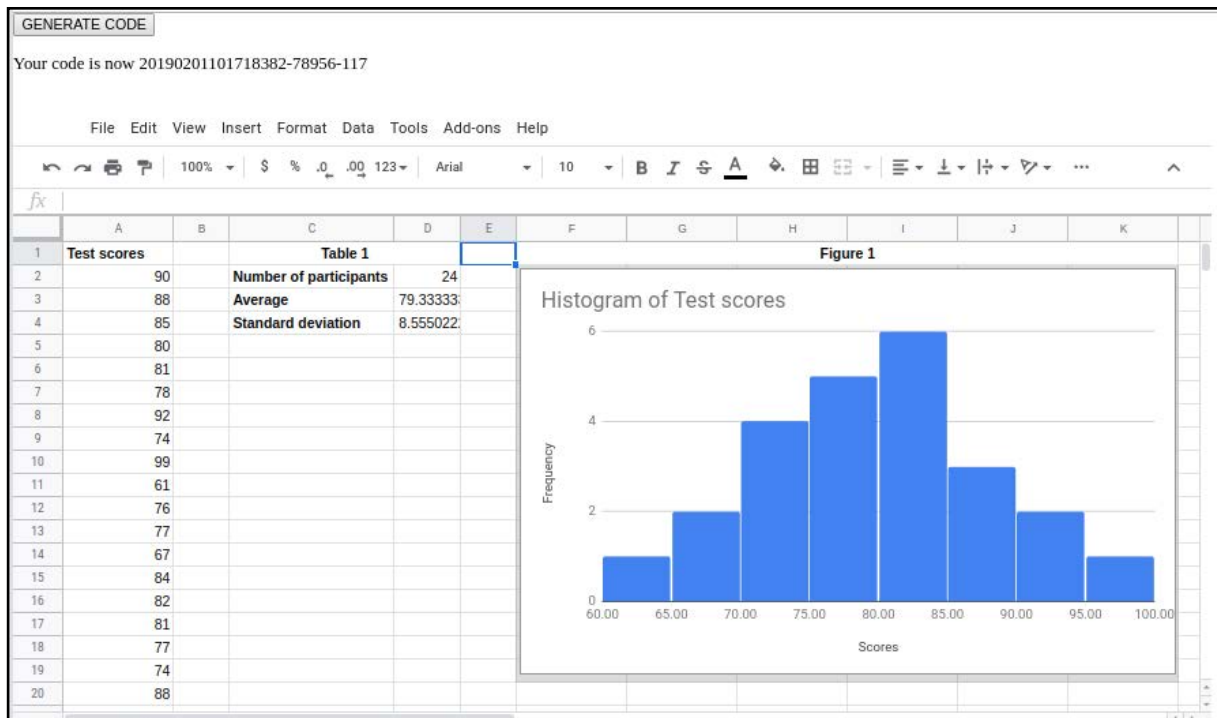 GENERATE CODE
Your code is now 20190201101718382-78956-117
File Edit View Insert Format Data Tools Add-ons Help
100% $ % .0 .00 123 Arial 10 B I S A ...
fx
A B C D E F G H I J K
1 Test scores Table 1 Figure 1
2 90 Number of participants 24
3 88 Average 79.33333
4 85 Standard deviation 8.555022
5 80
6 81
7 78
8 92
9 74
10 99
11 61
12 76
13 77
14 67
15 84
16 82
17 81
18 77
19 74
20 88
Histogram of Test scores
6
4
2
0
Frequency
60.00 65.00 70.00 75.00 80.00 85.00 90.00 95.00 100.00
Scores